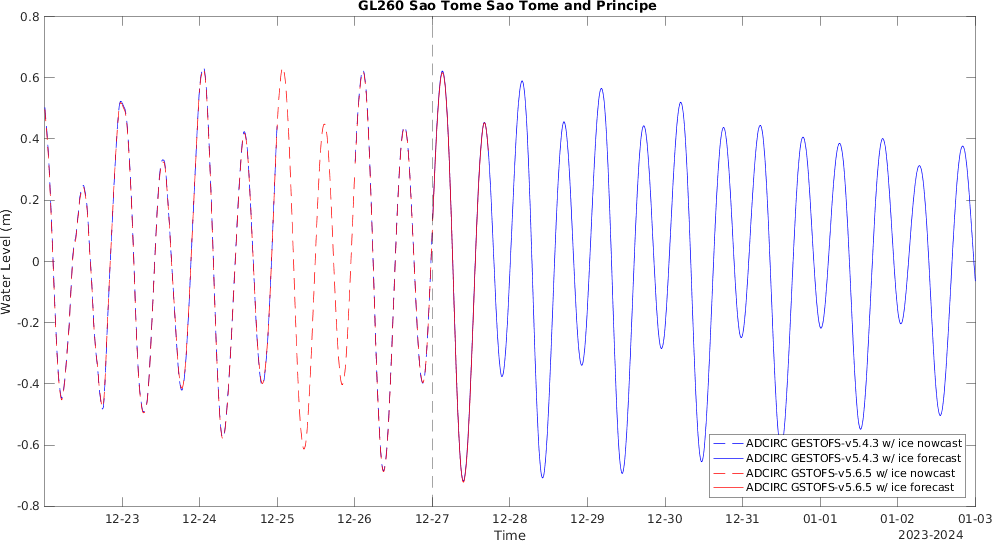 GL260 Sao Tome Sao Tome and Principe
Water Level (m)
0.8
0.6
0.4
0.2
0
-0.2
-0.4
-0.6
-0.8
ADCIRC GESTOFS-v5.4.3 w/ ice nowcast
ADCIRC GESTOFS-v5.4.3 w/ ice forecast
ADCIRC GSTOFS-v5.6.5 w/ ice nowcast
ADCIRC GSTOFS-v5.6.5 w/ ice forecast
12-23 12-24 12-25 12-26 12-27 12-28 12-29 12-30 12-31 01-01 01-02 01-03
Time
2023-2024